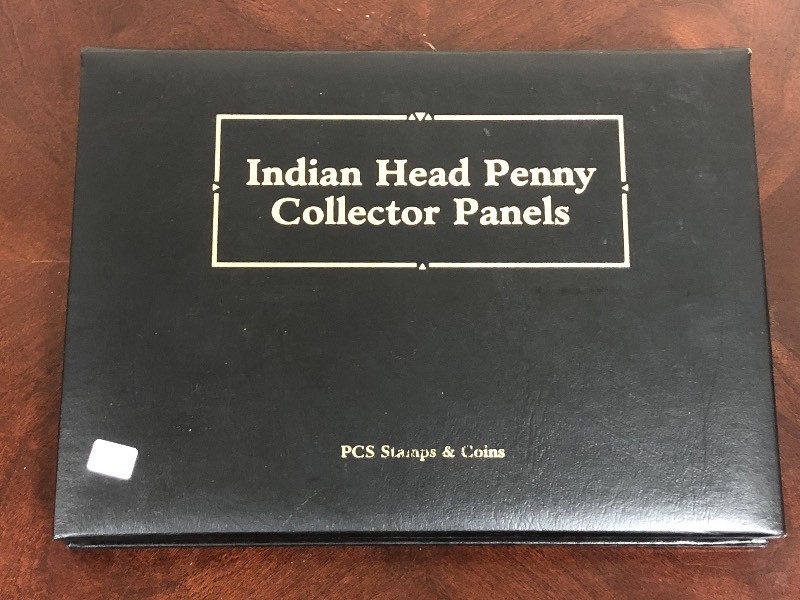 Indian Head Penny
Collector Panels
PCS Stamps & Coins